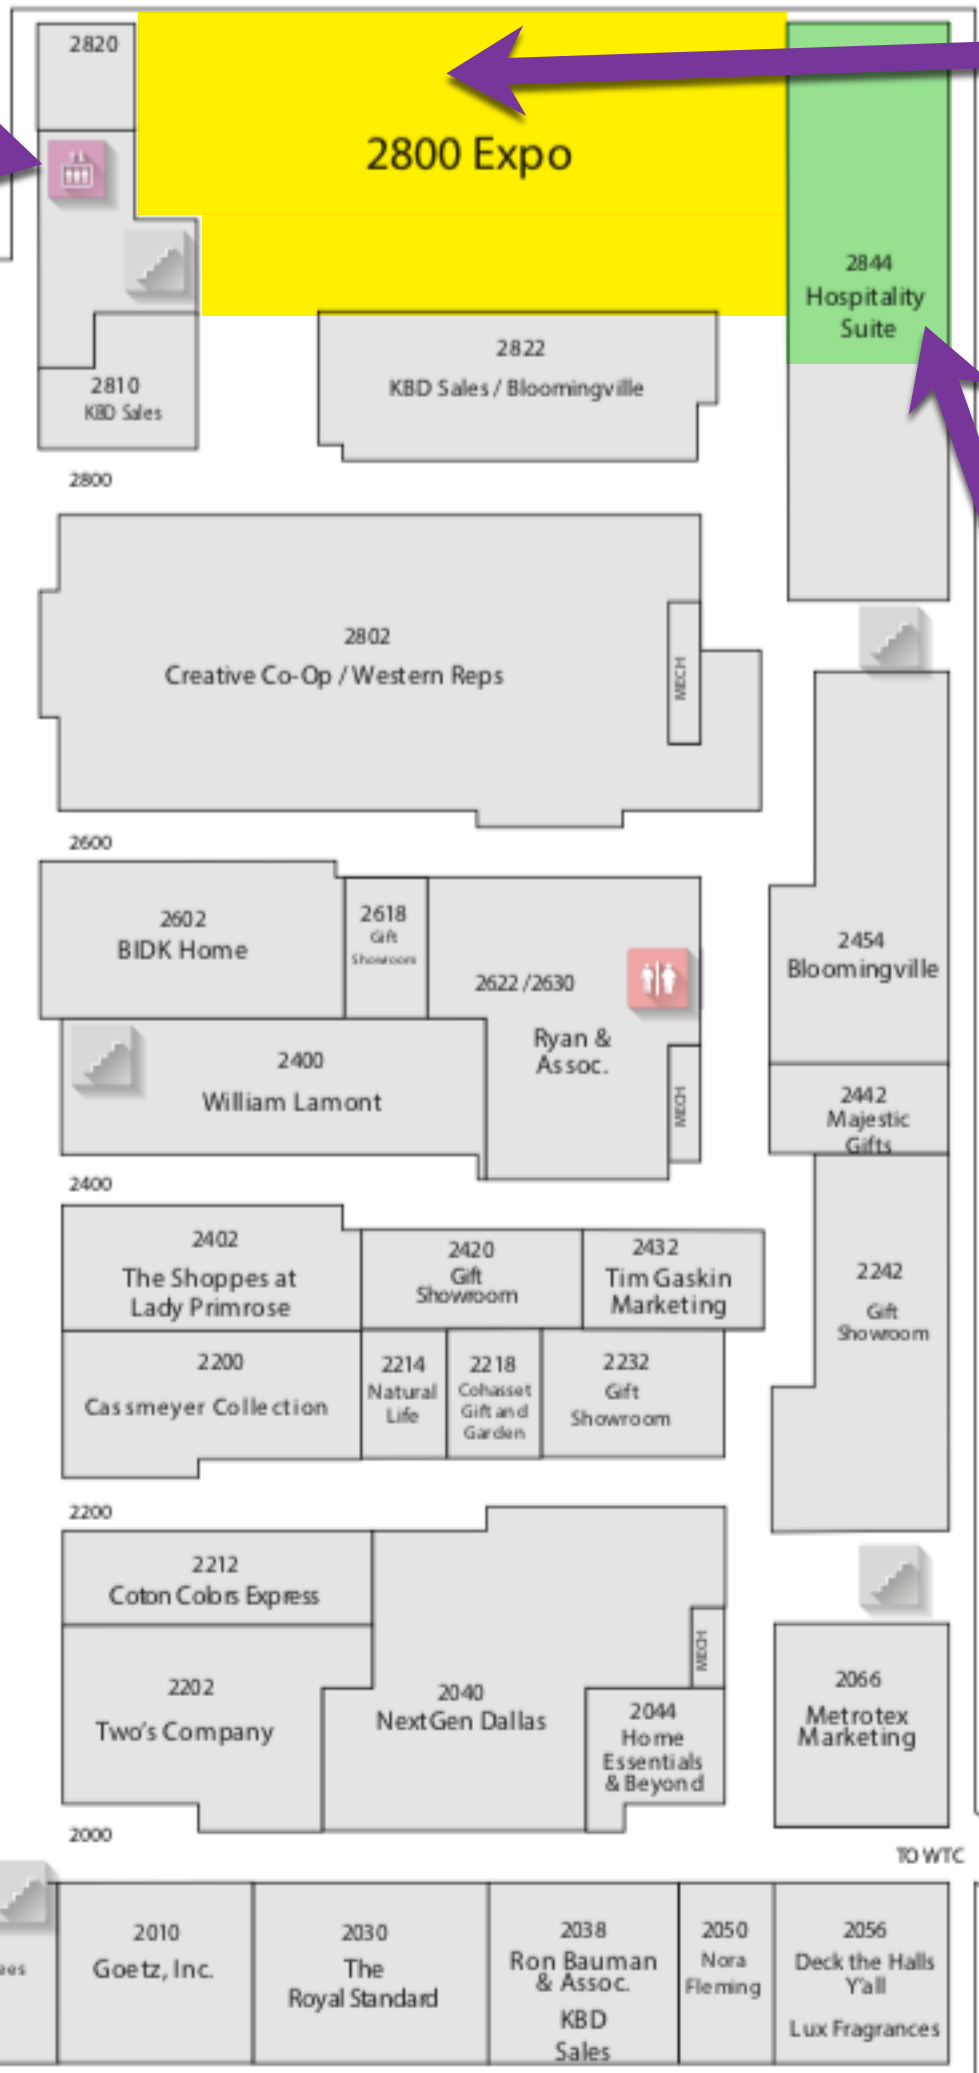 2820
2800 Expo
2844
Hospitality
Suite
2822
KBD Sales / Bloomingville
2810
KBD Sales
2800
2802
Creative Co-Op / Western Reps
MECH
2600
2602
BIDK Home
2618
Gift
Showroom
2622 /2630
Ryan &
Assoc.
2454
Bloomingville
2400
William Lamont
MECH
2442
Majestic
Gifts
2400
2402
The Shoppes at
Lady Primrose
2420
Gift
Showroom
2432
Tim Gaskin
Marketing
2242
Gift
Showroom
2200
Cassmeyer Collection
2214
Natural
Life
2218
Cohasset
Gift and
Garden
2232
Gift
Showroom
2200
2212
Coton Colors Express
MECH
2202
Two's Company
2040
NextGen Dallas
2044
Home
Essentials
& Beyond
2066
Metrotex
Marketing
2000
TO WTC
ees
2010
Goetz, Inc.
2030
The
Royal Standard
2038
Ron Bauman
& Assoc.
KBD
Sales
2050
Nora
Fleming
2056
Deck the Halls
Y'all
Lux Fragrances